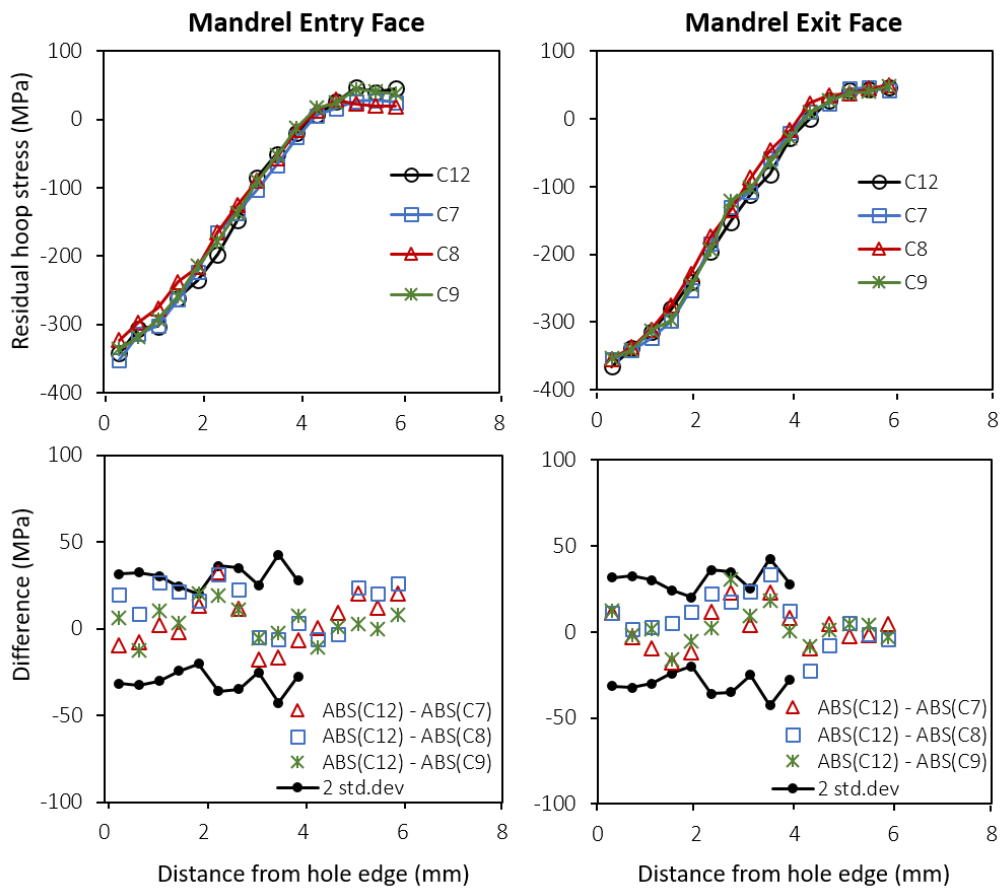 Mandrel Entry Face
Mandrel Exit Face
Residual hoop stress (MPa)
100
0
-100
-200
-300
-400
0
2
4
6
8
C12
C7
C8
C9
100
0
-100
-200
-300
-400
0
2
4
6
8
C12
C7
C8
C9
Difference (MPa)
100
50
0
-50
-100
0
2
4
6
8
ABS(C12) - ABS(C7)
ABS(C12) - ABS(C8)
ABS(C12) - ABS(C9)
2 std.dev
Distance from hole edge (mm)
100
50
0
-50
-100
0
2
4
6
8
ABS(C12) - ABS(C7)
ABS(C12) - ABS(C8)
ABS(C12) - ABS(C9)
2 std.dev
Distance from hole edge (mm)